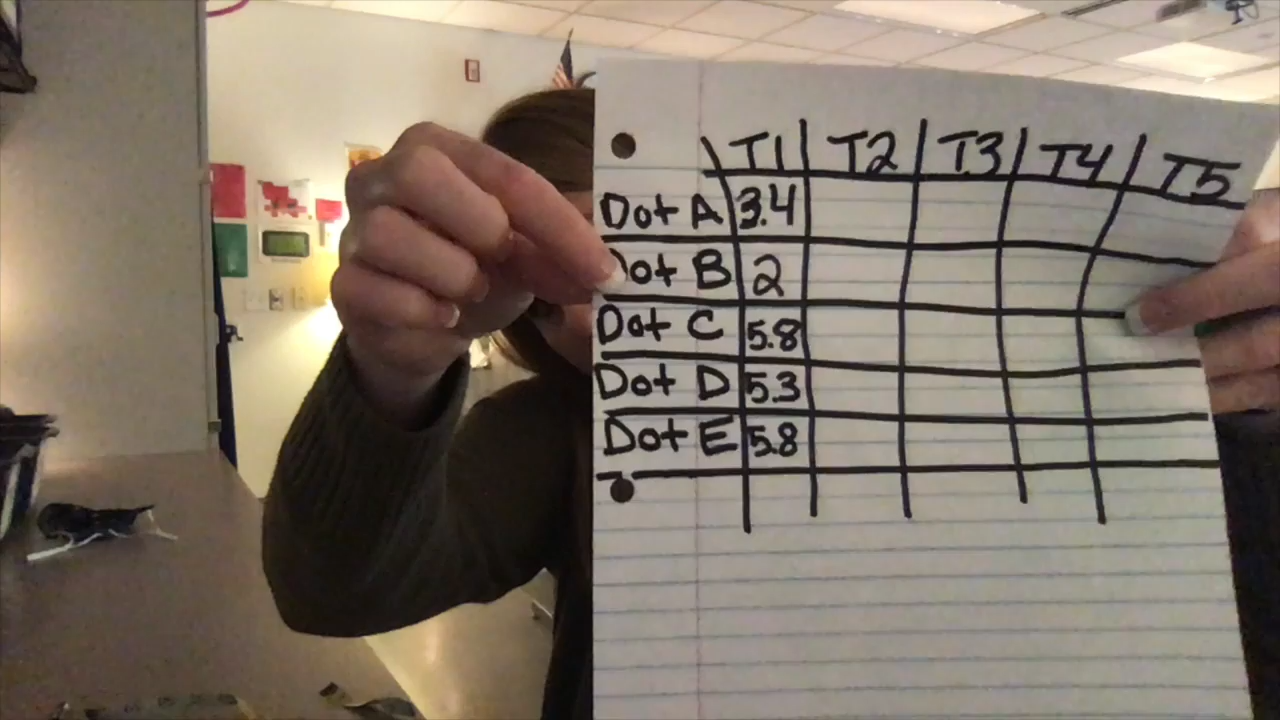 T1 T2 T3 T4 T5
Dot A 3.4
Dot B 2
Dot C 5.8
Dot D 5.3
Dot E 5.8